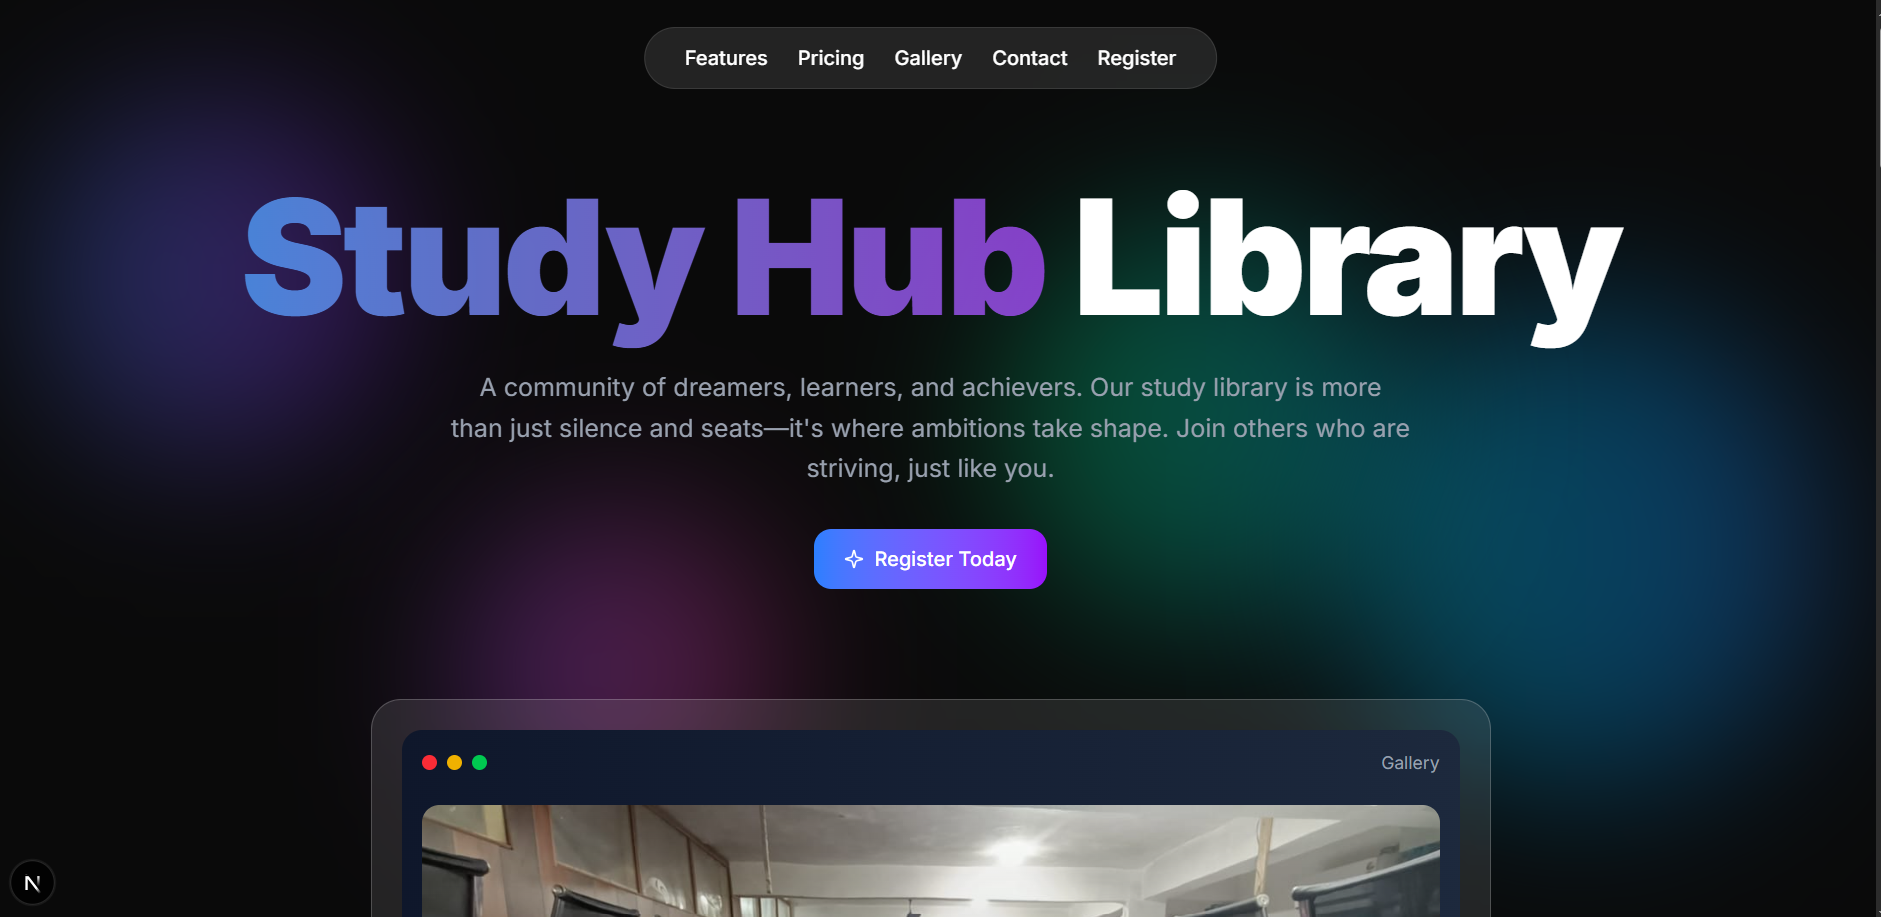 Features Pricing Gallery Contact Register
Study Hub Library
A community of dreamers, learners, and achievers. Our study library is more
than just silence and seats—it's where ambitions take shape. Join others who are
striving, just like you.
Register Today
Gallery
N